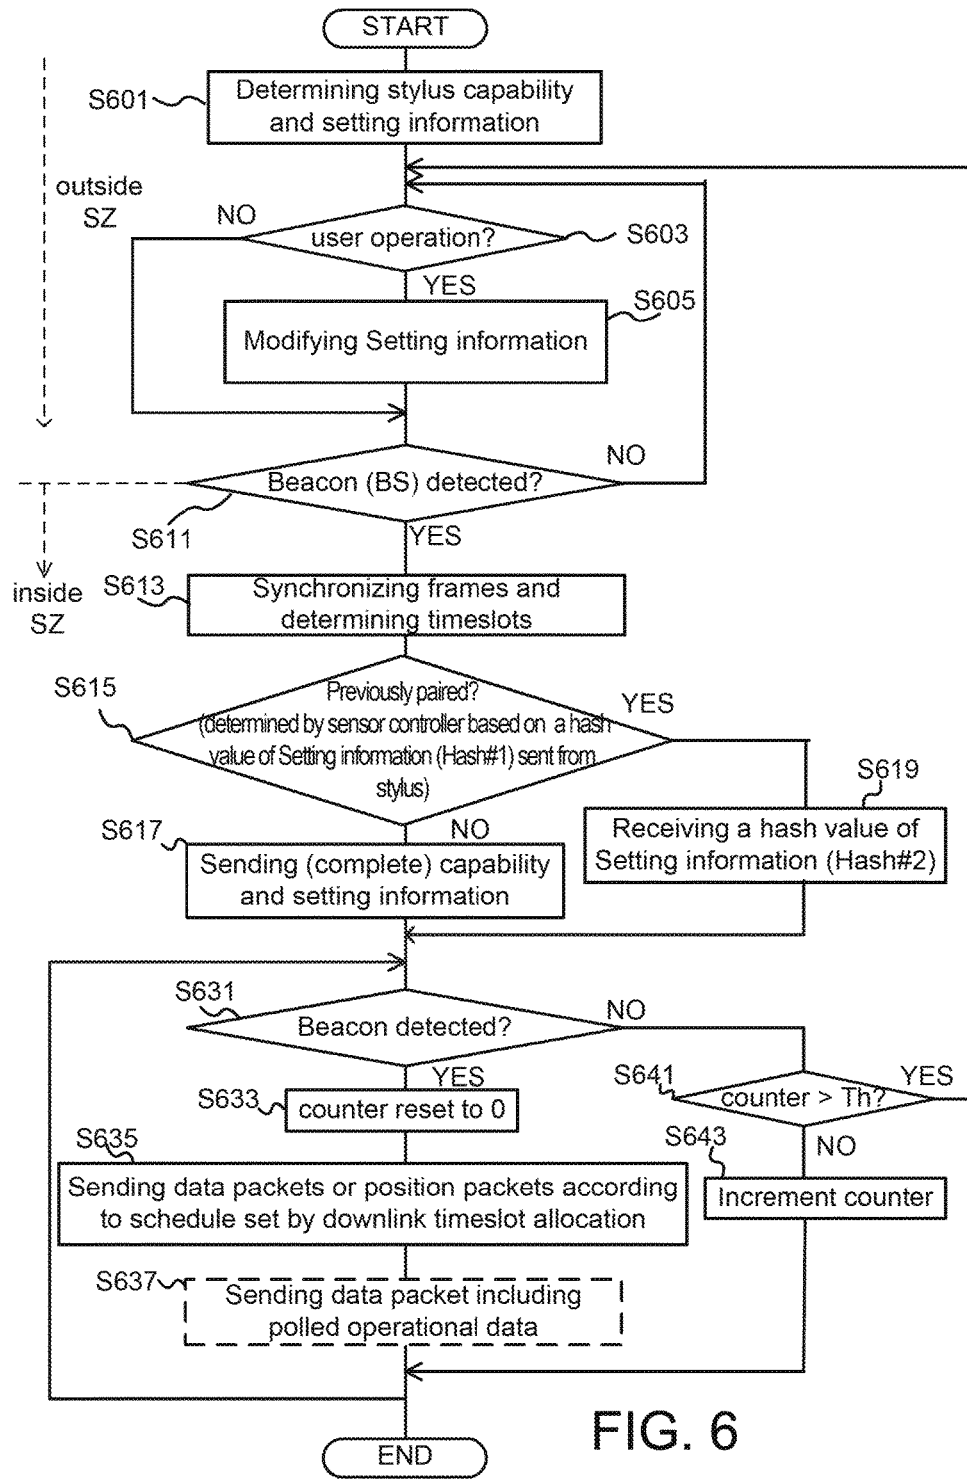 START
S601
Determining stylus capability
and setting information
outside
SZ
NO
user operation?
S603
YES
S605
Modifying Setting information
NO
Beacon (BS) detected?
S611
YES
inside
SZ
S613
Synchronizing frames and
determining timeslots
S615
Previously paired?
(determined by sensor controller based on a hash
value of Setting information (Hash#1) sent from
stylus)
YES
S619
Receiving a hash value of
Setting information (Hash#2)
NO
S617
Sending (complete) capability
and setting information
S631
Beacon detected?
NO
YES
S641
counter > Th?
YES
S633
counter reset to 0
NO
S643
Increment counter
S635
Sending data packets or position packets according
to schedule set by downlink timeslot allocation
S637
Sending data packet including
polled operational data
END
FIG. 6